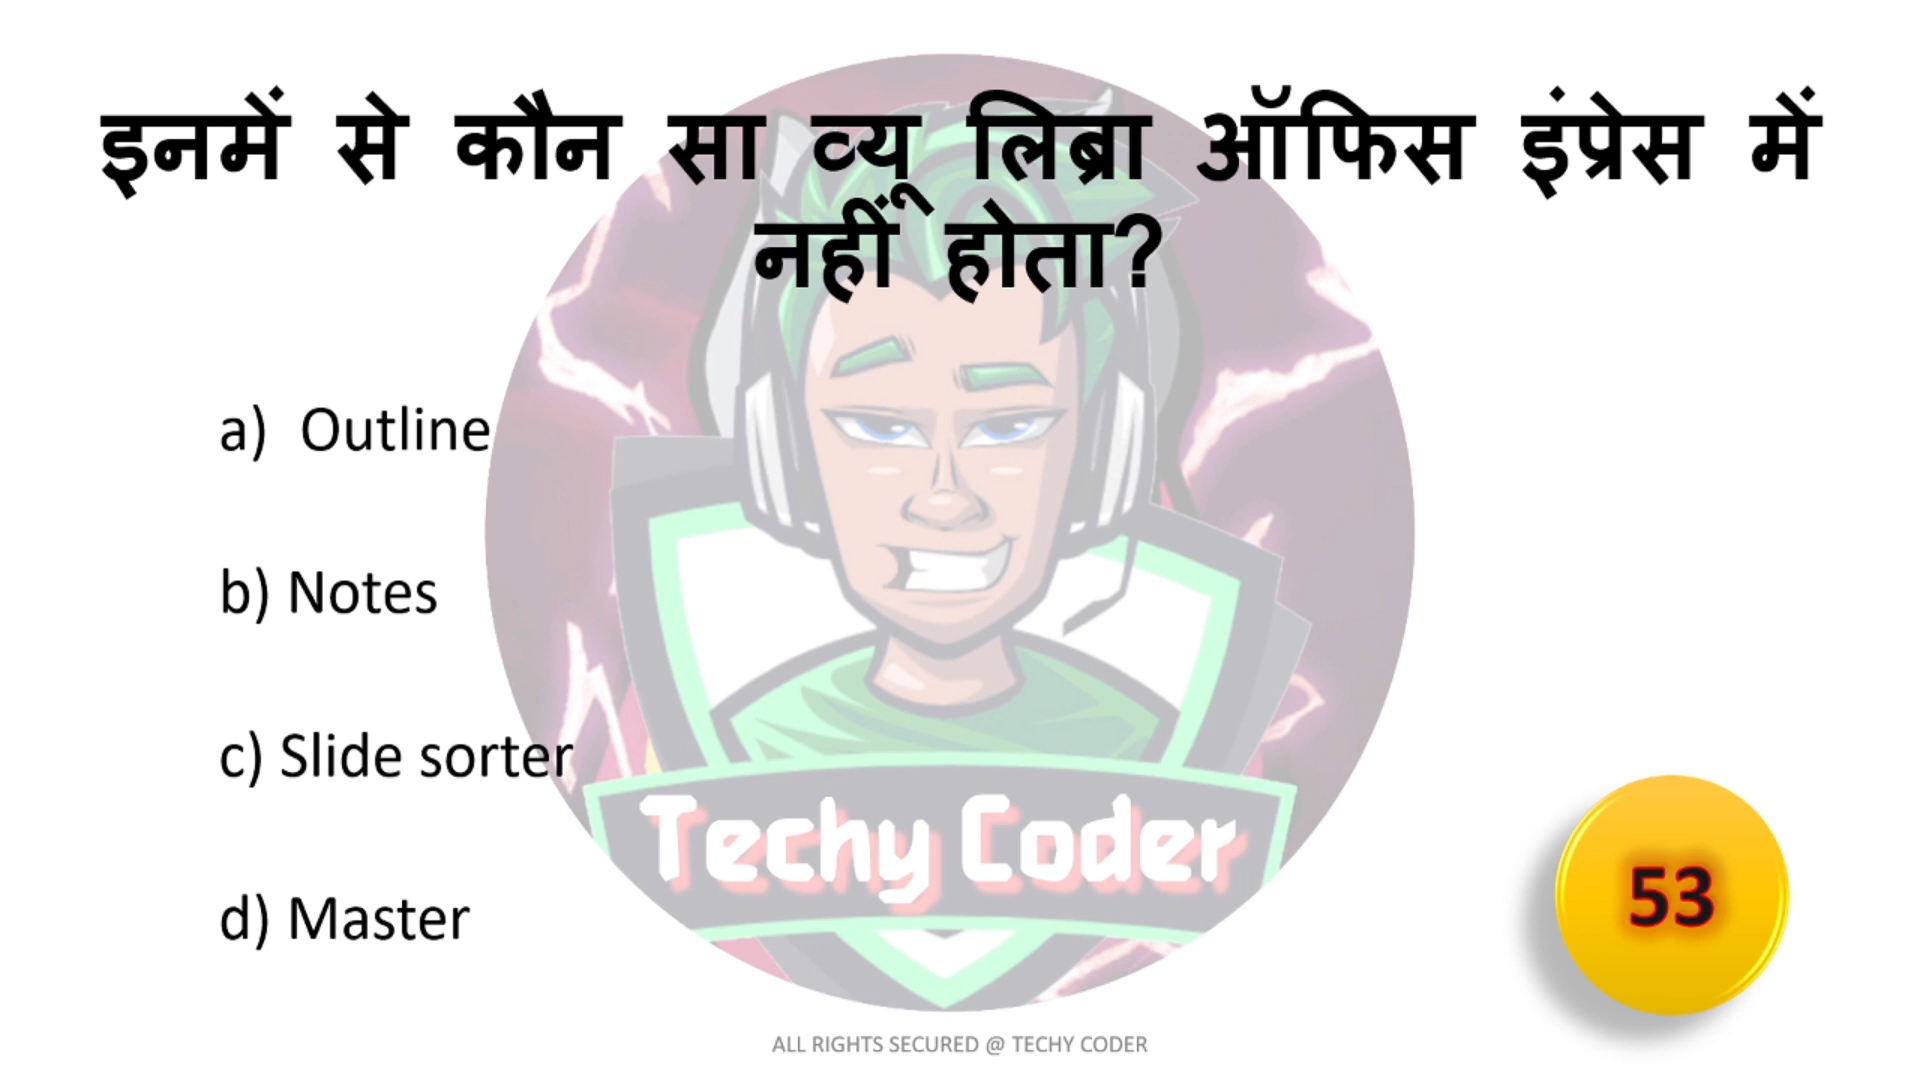 इनमें से कौन सा व्यू लिब्रा ऑफिस इंप्रेस में
नहीं होता?
a) Outline
b) Notes
c) Slide sorter
d) Master
Techy Coder
53
ALL RIGHTS SECURED @ TECHY CODER